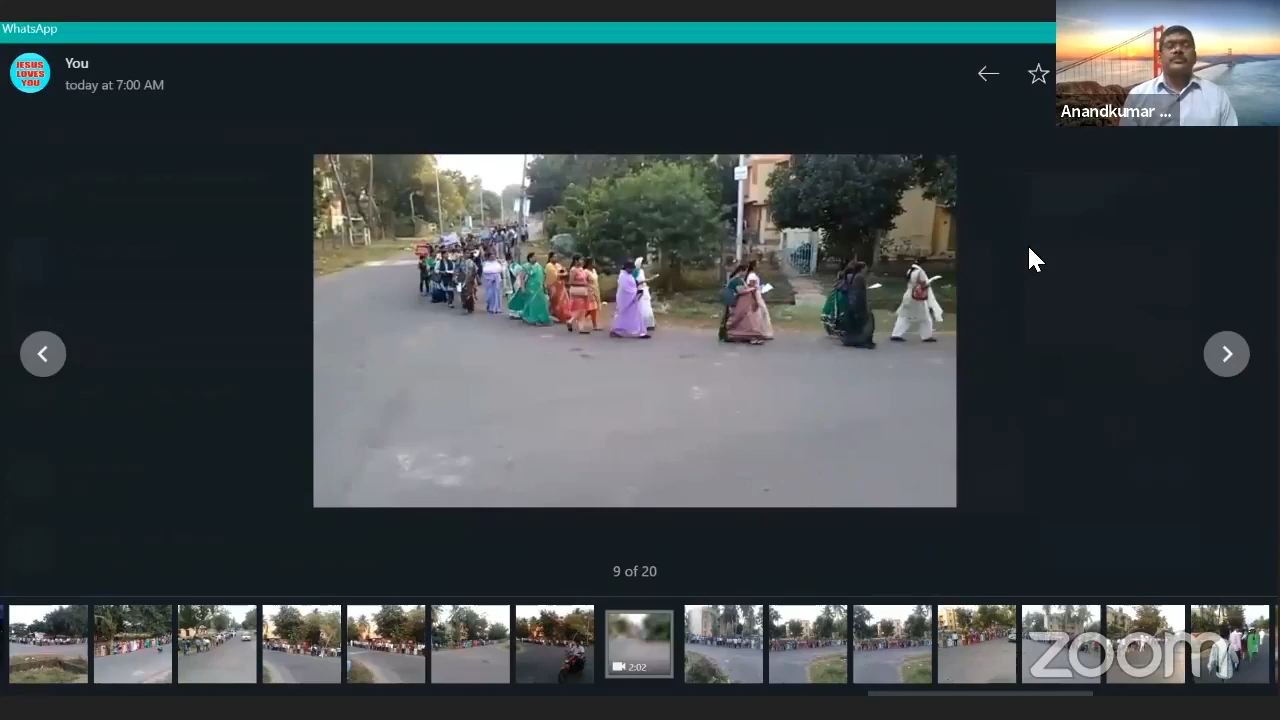 WhatsApp
JESUS
LOVES
YOU
You
today at 7:00 AM
Anandkumar ...
9 of 20
2:02
zoom